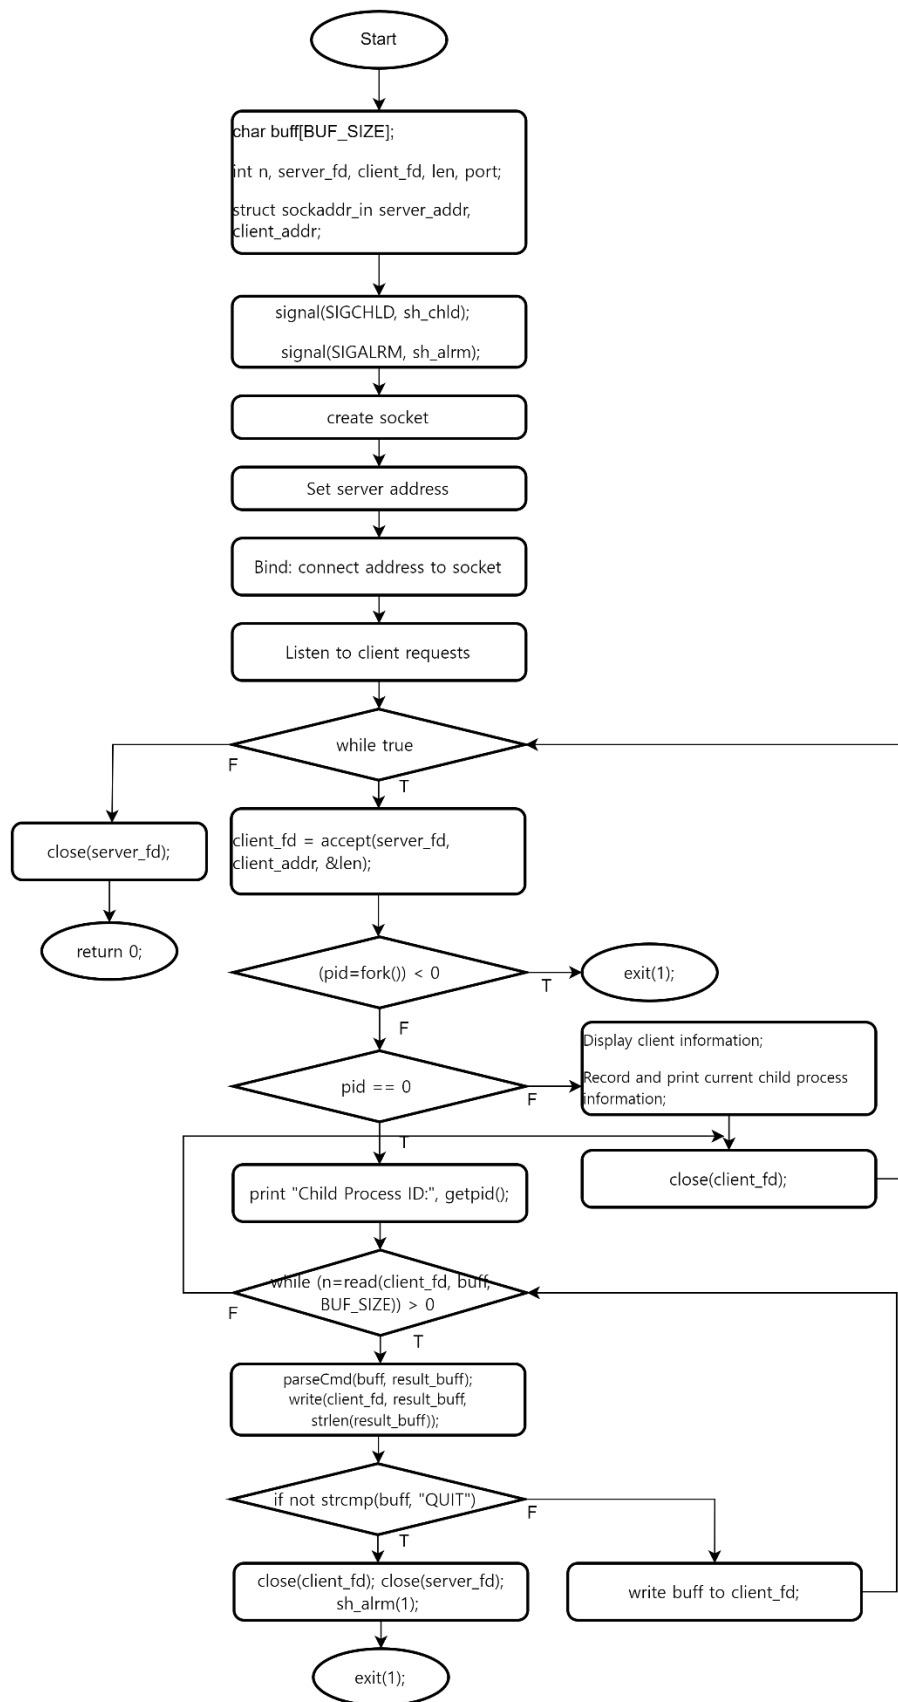 Start
char buff[BUF_SIZE];
int n, server_fd, client_fd, len, port;
struct sockaddr_in server_addr,
client_addr;
signal(SIGCHLD, sh_chld);
signal(SIGALRM, sh_alrm);
create socket
Set server address
Bind: connect address to socket
Listen to client requests
while true
F
T
close(server_fd);
return 0;
client_fd = accept(server_fd,
client_addr, &len);
(pid=fork()) < 0
T
exit(1);
F
pid == 0
F
Display client information;
Record and print current child process
information;
T
close(client_fd);
print "Child Process ID:", getpid();
while (n=read(client_fd, buff,
BUF_SIZE)) > 0
F
T
parseCmd(buff, result_buff);
write(client_fd, result_buff,
strlen(result_buff));
if not strcmp(buff, "QUIT")
F
T
close(client_fd); close(server_fd);
sh_alrm(1);
write buff to client_fd;
exit(1);